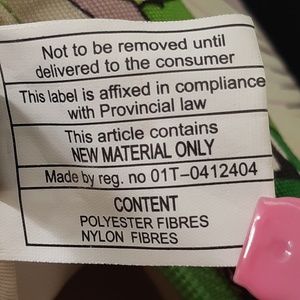 Not to be removed until
delivered to the consumer
This label is affixed in compliance
with Provincial law
This article contains
NEW MATERIAL ONLY
Made by reg. no 01T-0412404
CONTENT
POLYESTER FIBRES
NYLON FIBRES